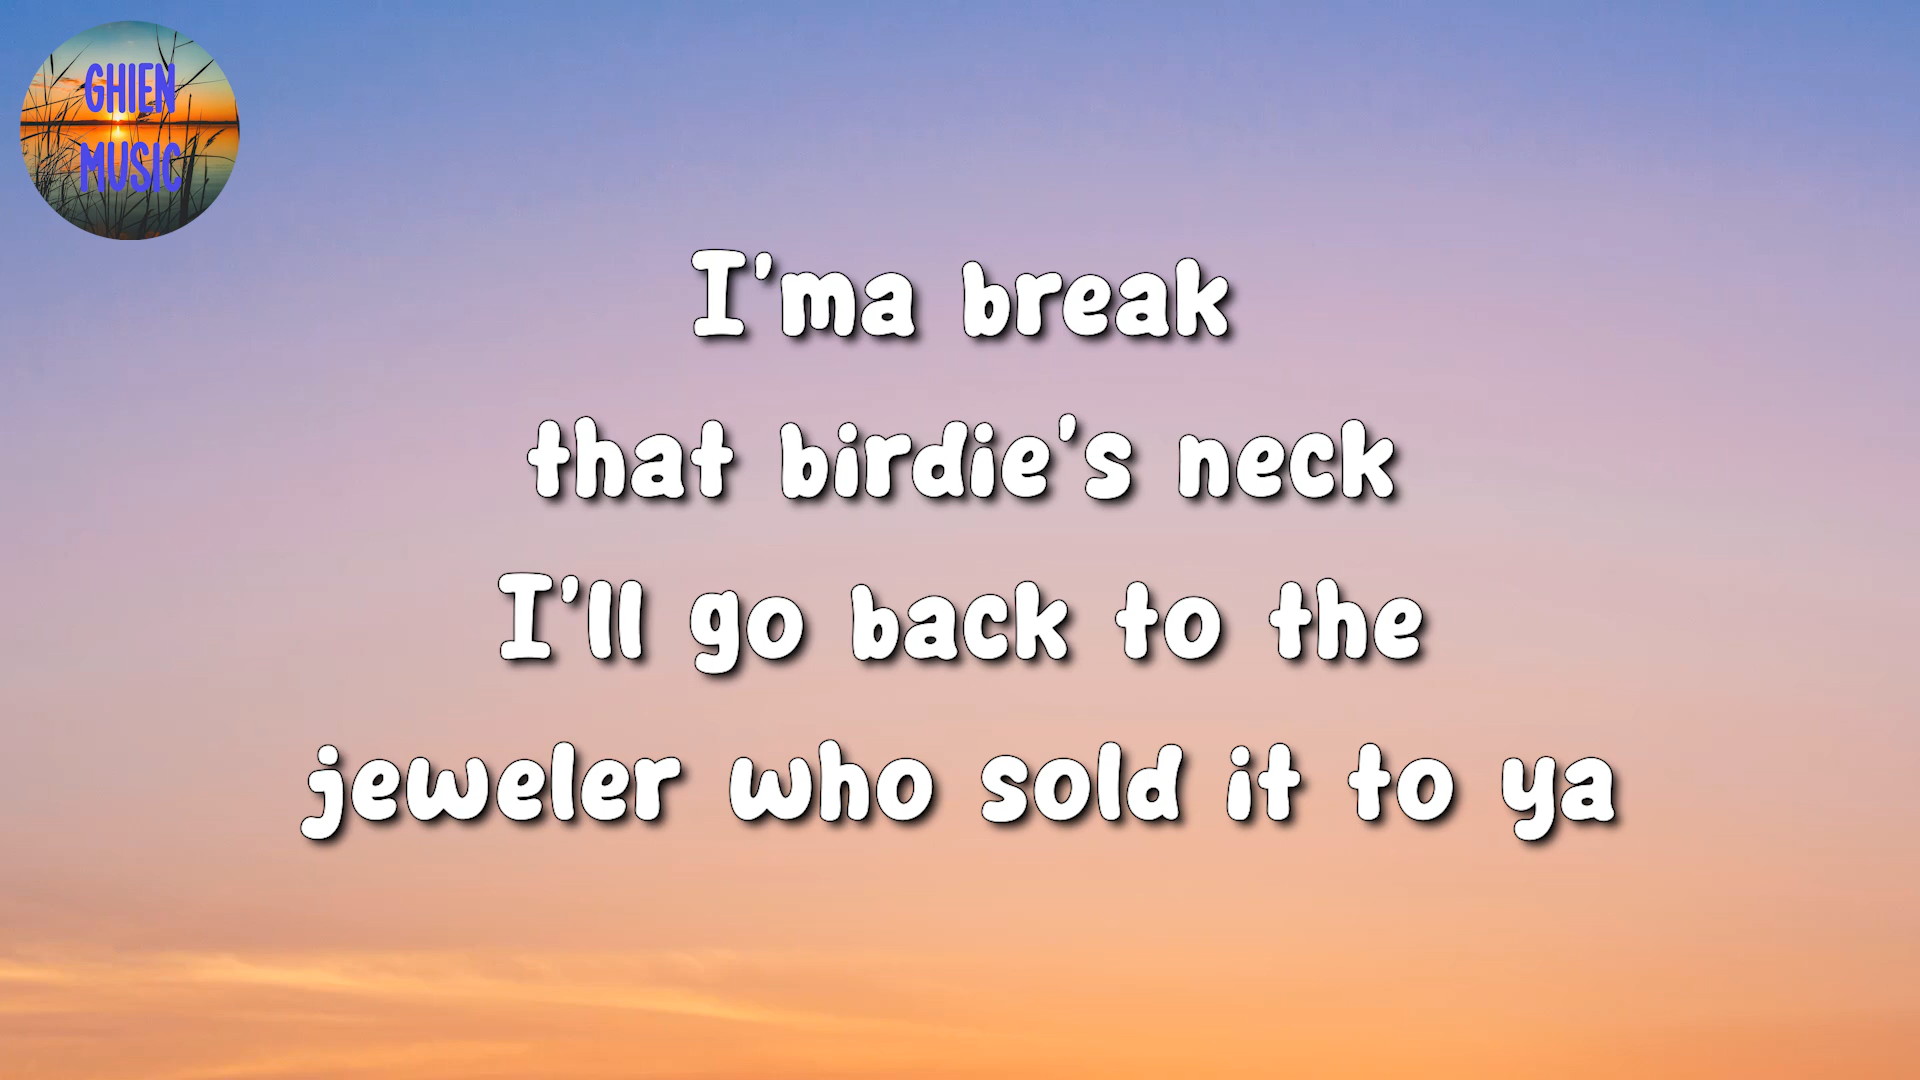 GHIEN
MUSIC
I'ma break
that birdie's neck
I'll go back to the
jeweler who sold it to ya